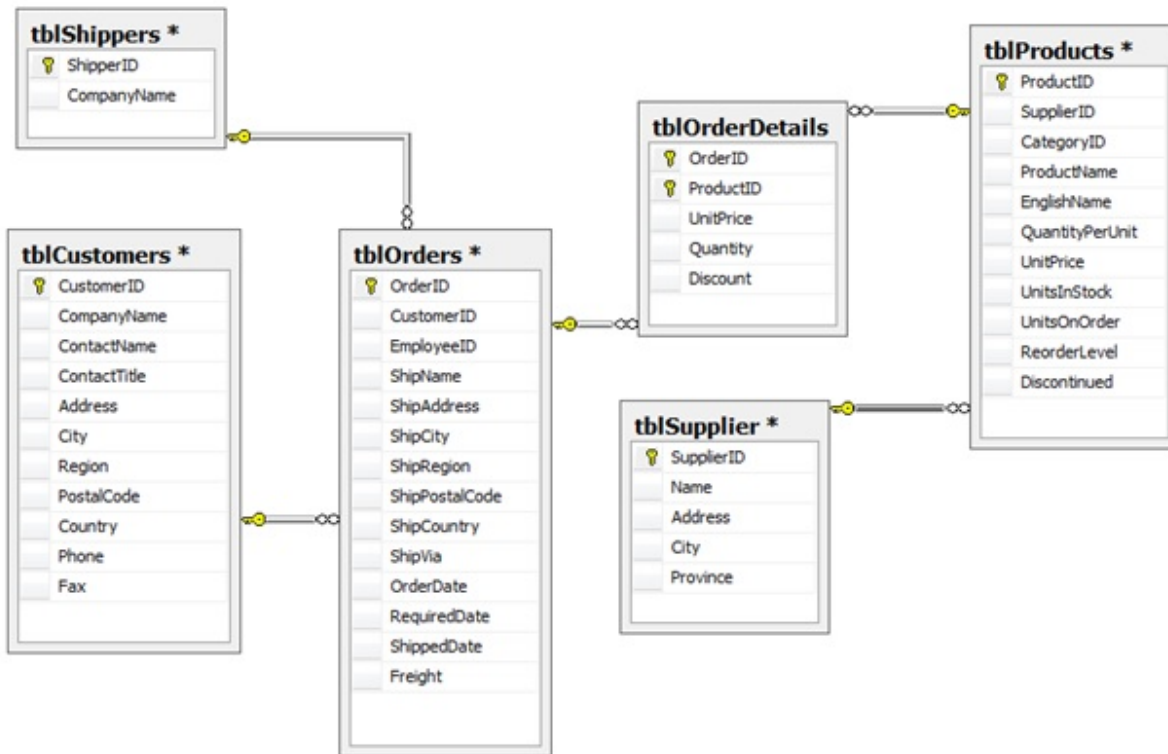 tblShippers *
ShipperID
CompanyName
tblCustomers *
CustomerID
CompanyName
ContactName
ContactTitle
Address
City
Region
PostalCode
Country
Phone
Fax
tblOrders *
OrderID
CustomerID
EmployeeID
ShipName
ShipAddress
ShipCity
ShipRegion
ShipPostalCode
ShipCountry
ShipVia
OrderDate
RequiredDate
ShippedDate
Freight
tblOrderDetails
OrderID
ProductID
UnitPrice
Quantity
Discount
tblSupplier *
SupplierID
Name
Address
City
Province
tblProducts *
ProductID
SupplierID
CategoryID
ProductName
EnglishName
QuantityPerUnit
UnitPrice
UnitsInStock
UnitsOnOrder
ReorderLevel
Discontinued